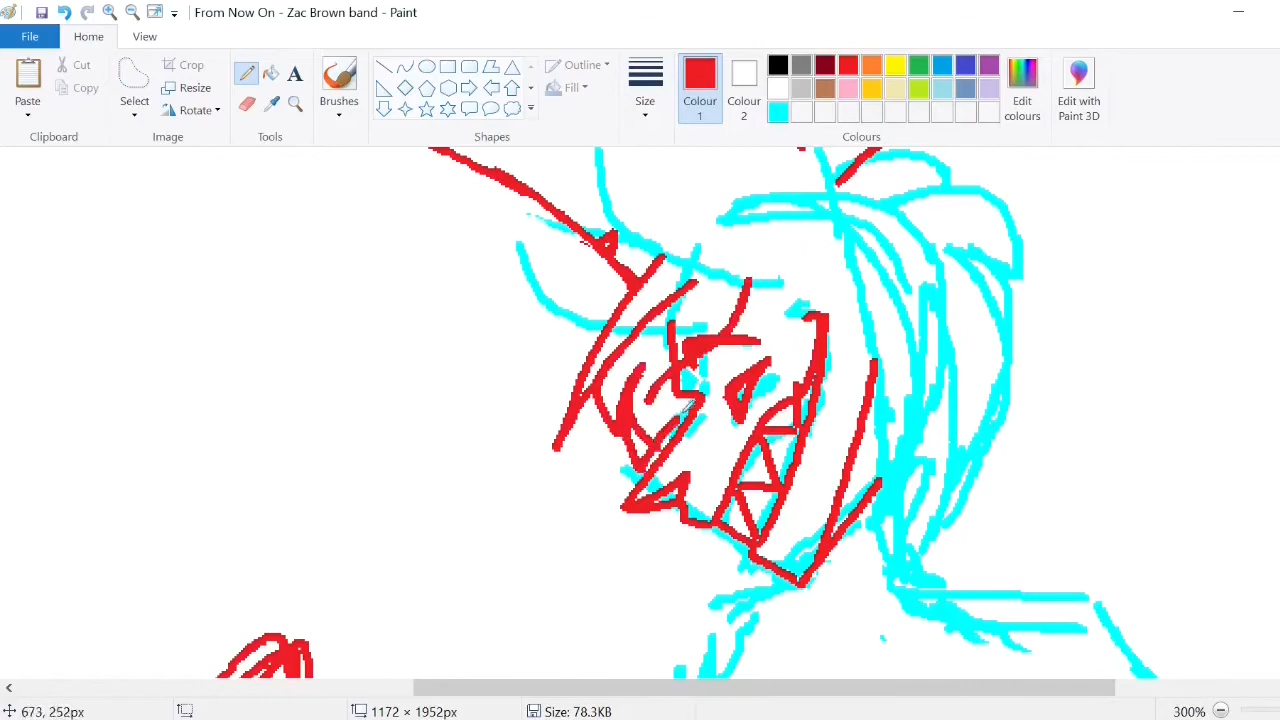 From Now On - Zac Brown band - Paint
File
Home
View
Paste
Cut
Copy
Clipboard
Select
Crop
Resize
Rotate
Image
A
Tools
Brushes
Outline
Fill
Shapes
Size
Colour
1
Colour
2
Edit
colours
Edit with
Paint 3D
Colours
673, 252px
1172 × 1952px
Size: 78.3KB
300%